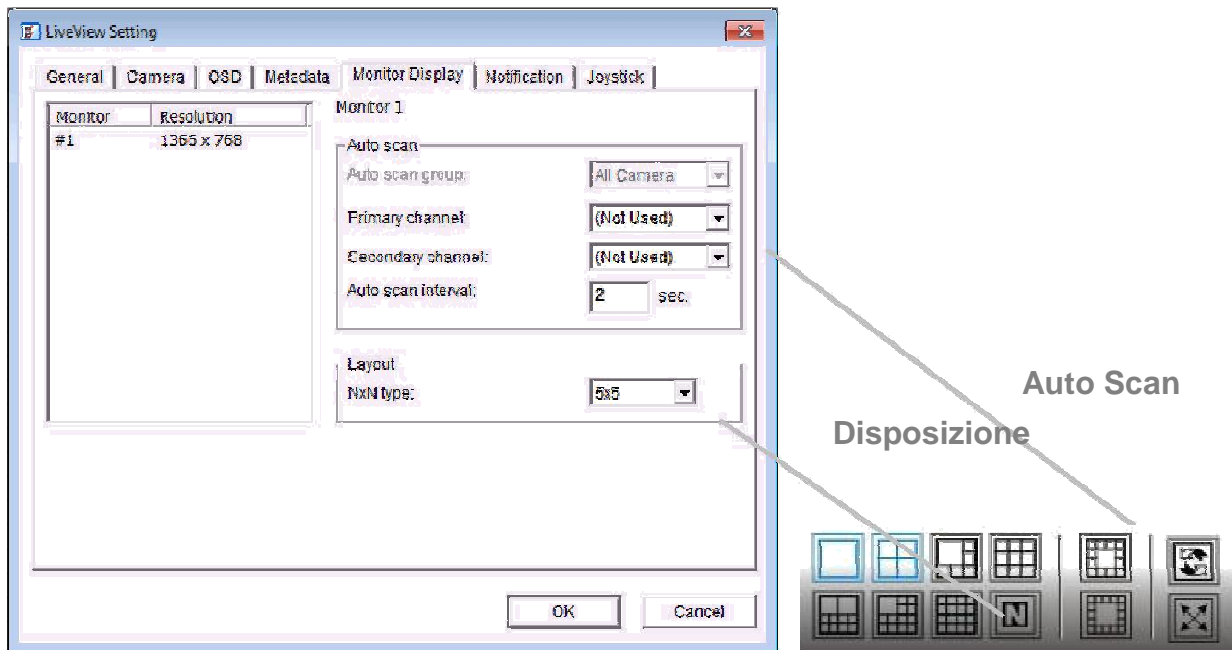 LiveView Setting
General Camera OSD Metadata Monitor Display Notification Joystick
Monitor Resolution
#1 1366 x 768
Monitor 1
Auto scan
Auto scan group: All Camera
Primary channel: (Not Used)
Secondary channel: (Not Used)
Auto scan interval: 2 sec.
Layout
NxN type: 5x5
OK Cancel
Auto Scan
Disposizione
N